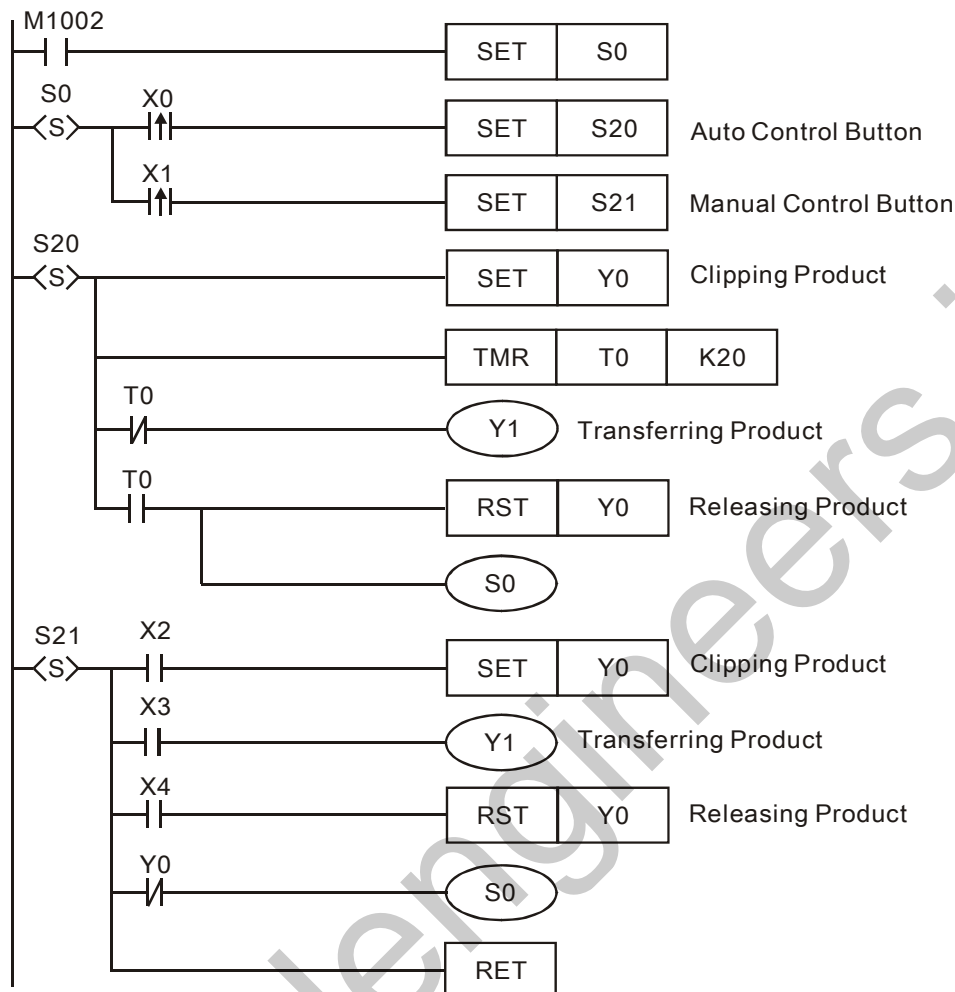 M1002
SET S0
S0
X0
SET S20 Auto Control Button
X1
SET S21 Manual Control Button
S20
S
SET Y0 Clipping Product
TMR T0 K20
T0
Y1 Transferring Product
T0
RST Y0 Releasing Product
S0
S21
X2
S
SET Y0 Clipping Product
X3
Y1 Transferring Product
X4
RST Y0 Releasing Product
Y0
S0
RET
lengineers.